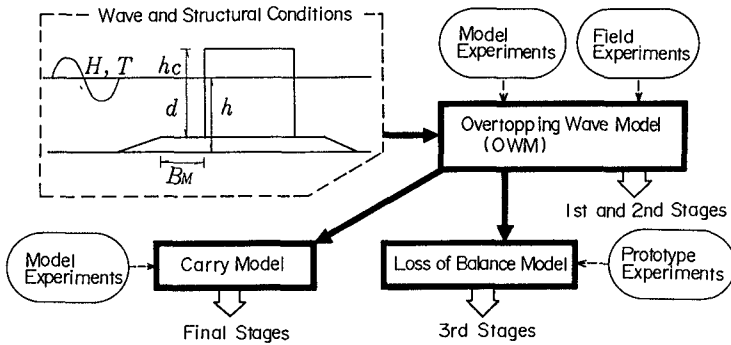 Wave and Structural Conditions
H, T
hc
d
h
BM
Model
Experiments
Field
Experiments
Overtopping Wave Model
(OWM)
1st and 2nd Stages
Model
Experiments
Carry Model
Loss of Balance Model
Prototype
Experiments
Final Stages
3rd Stages